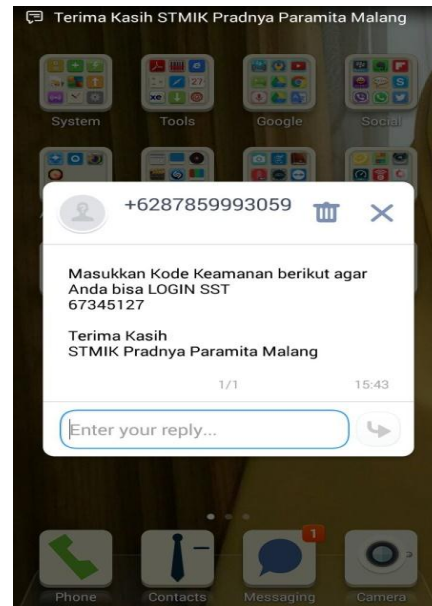 Terima Kasih STMIK Pradnya Paramita Malang
System Tools Google Social
+6287859993059
Masukkan Kode Keamanan berikut agar
Anda bisa LOGIN SST
67345127
Terima Kasih
STMIK Pradnya Paramita Malang
1/1 15:43
Enter your reply...
1
Phone Contacts Messaging Camera